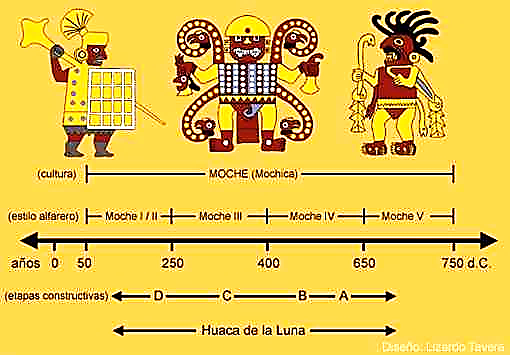 (cultura) MOCHE (Mochica)
(estilo alfarero) Moche I / II Moche III Moche IV Moche V
años 0 50 250 400 650 750 d.C.
(etapas constructivas) D C B A
Huaca de la Luna
Diseño: Lizardo Tavera